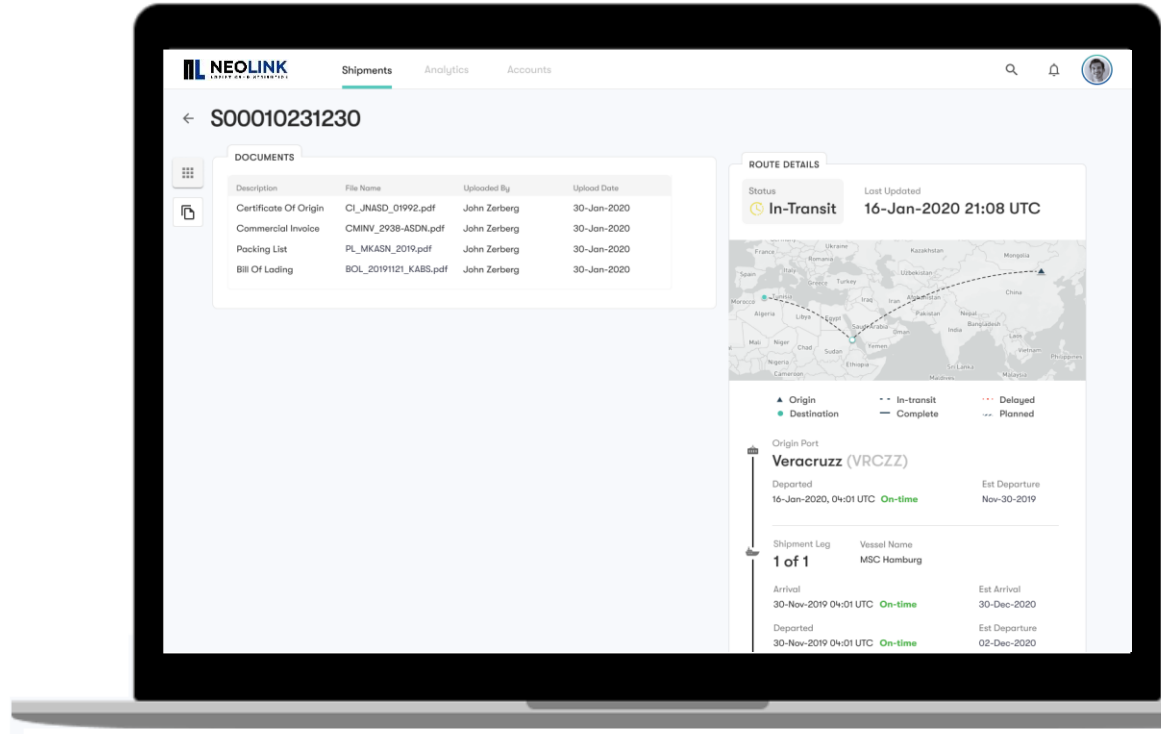 NEOLINK
Shipments Analytics Accounts
S00010231230
DOCUMENTS
Description File Name Uploaded By Upload Date
Certificate Of Origin CI_JNASD_01992.pdf John Zerberg 30-Jan-2020
Commercial Invoice CMINV_2938-ASDN.pdf John Zerberg 30-Jan-2020
Packing List PL_MKASN_2019.pdf John Zerberg 30-Jan-2020
Bill Of Lading BOL_20191121_KABS.pdf John Zerberg 30-Jan-2020
ROUTE DETAILS
Status Last Updated
In-Transit 16-Jan-2020 21:08 UTC
France Ukraine Kazakhstan Mongolia
Romania
Spain Italy Uzbekistan
Greece Turkey
China
Morocco Tunisia Iraq Iran Afghanistan
Algeria Libya Egypt Pakistan Nepal
Saudi Arabia Oman India Bangladesh
Mali Niger Chad Sudan Yemen Laos
Vietnam Philippines
Nigeria Ethiopia Sri Lanka
Cameroon Maldives Malaysia
Origin In-transit Delayed
Destination Complete Planned
Origin Port
Veracruzz (VRCZZ)
Departed Est Departure
16-Jan-2020, 04:01 UTC On-time Nov-30-2019
Shipment Leg Vessel Name
1 of 1 MSC Hamburg
Arrival Est Arrival
30-Nov-2019 04:01 UTC On-time 30-Dec-2020
Departed Est Departure
30-Nov-2019 04:01 UTC On-time 02-Dec-2020